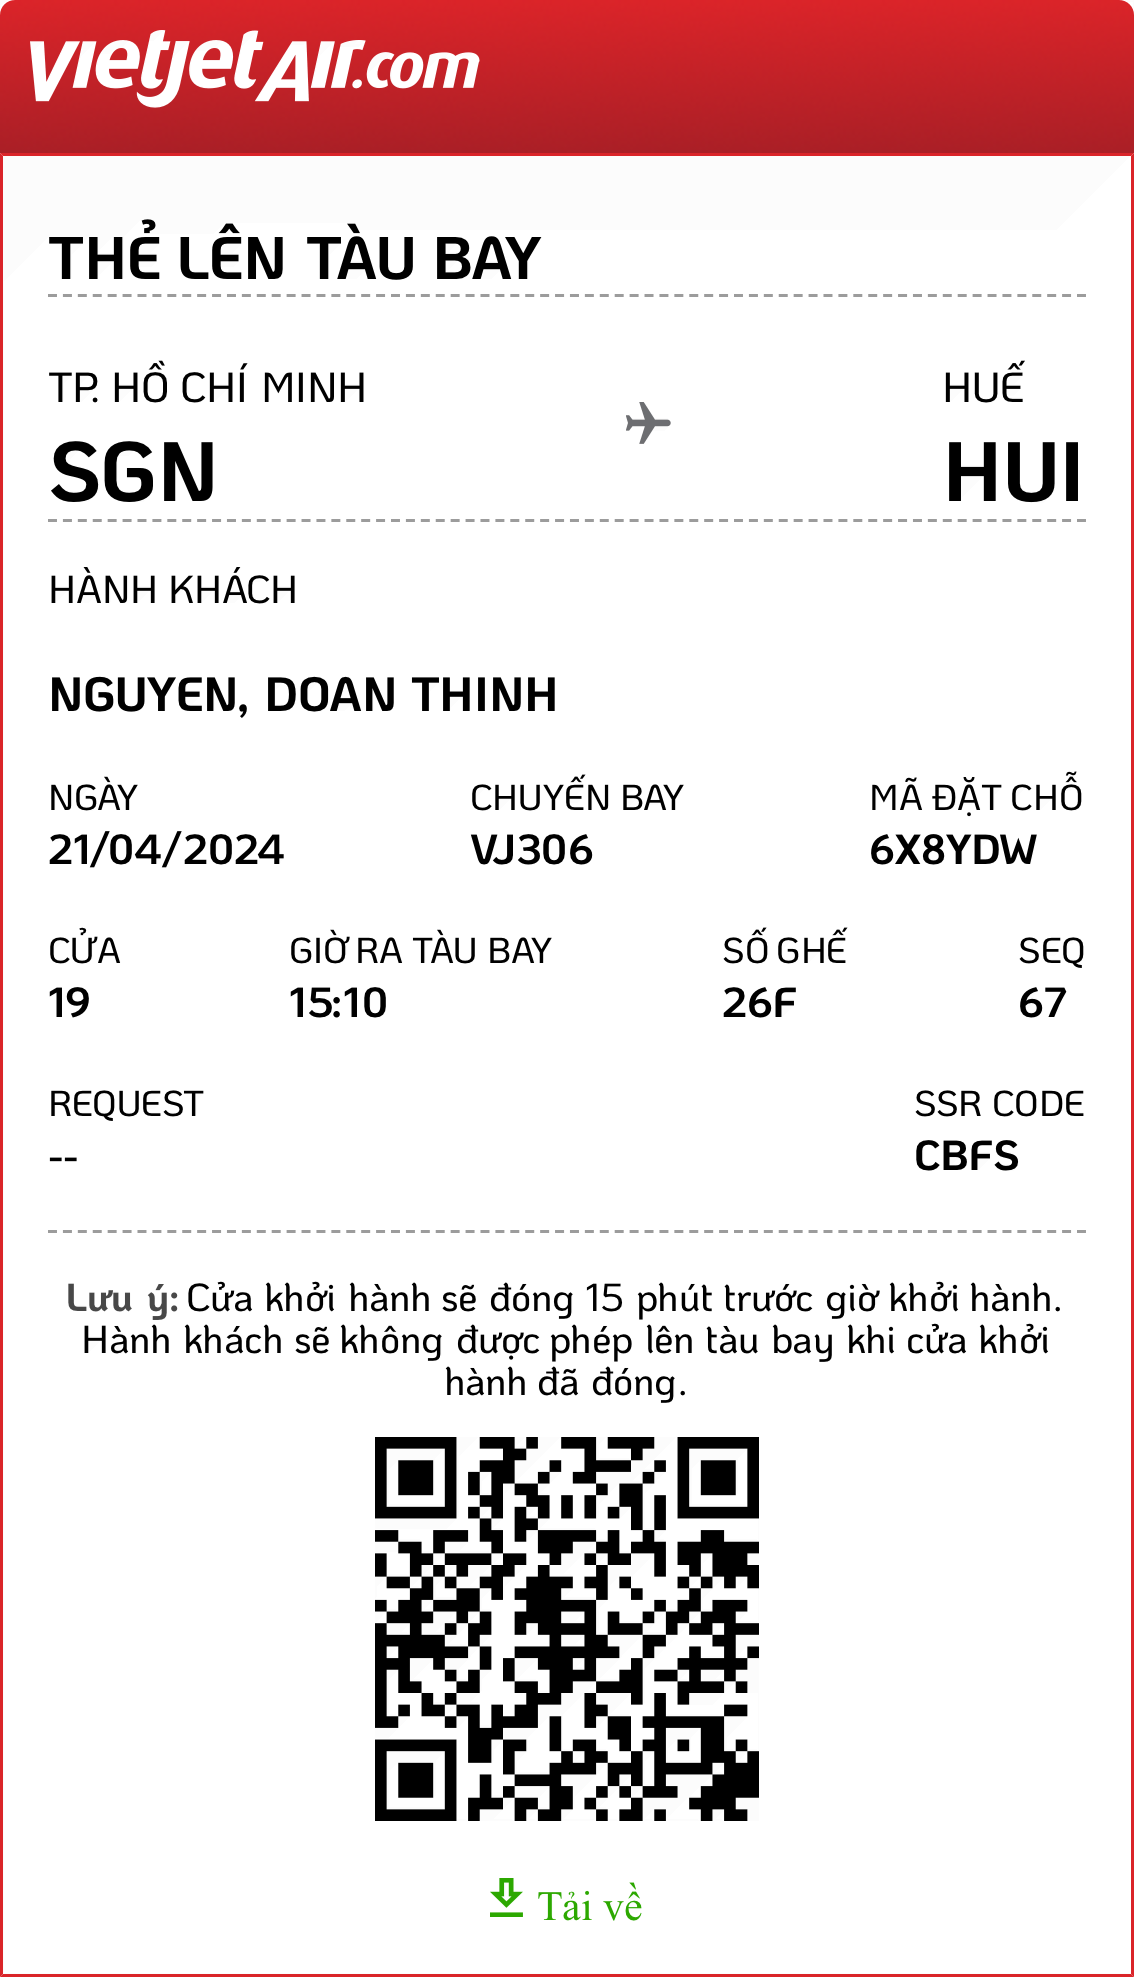 vietjetAir.com
THẺ LÊN TÀU BAY
TP. HỒ CHÍ MINH HUẾ
SGN HUI
HÀNH KHÁCH
NGUYEN, DOAN THINH
NGÀY CHUYẾN BAY MÃ ĐẶT CHỖ
21/04/2024 VJ306 6X8YDW
CỬA GIỜ RA TÀU BAY SỐ GHẾ SEQ
19 15:10 26F 67
REQUEST SSR CODE
-- CBFS
Lưu ý: Cửa khởi hành sẽ đóng 15 phút trước giờ khởi hành.
Hành khách sẽ không được phép lên tàu bay khi cửa khởi
hành đã đóng.
Tải về